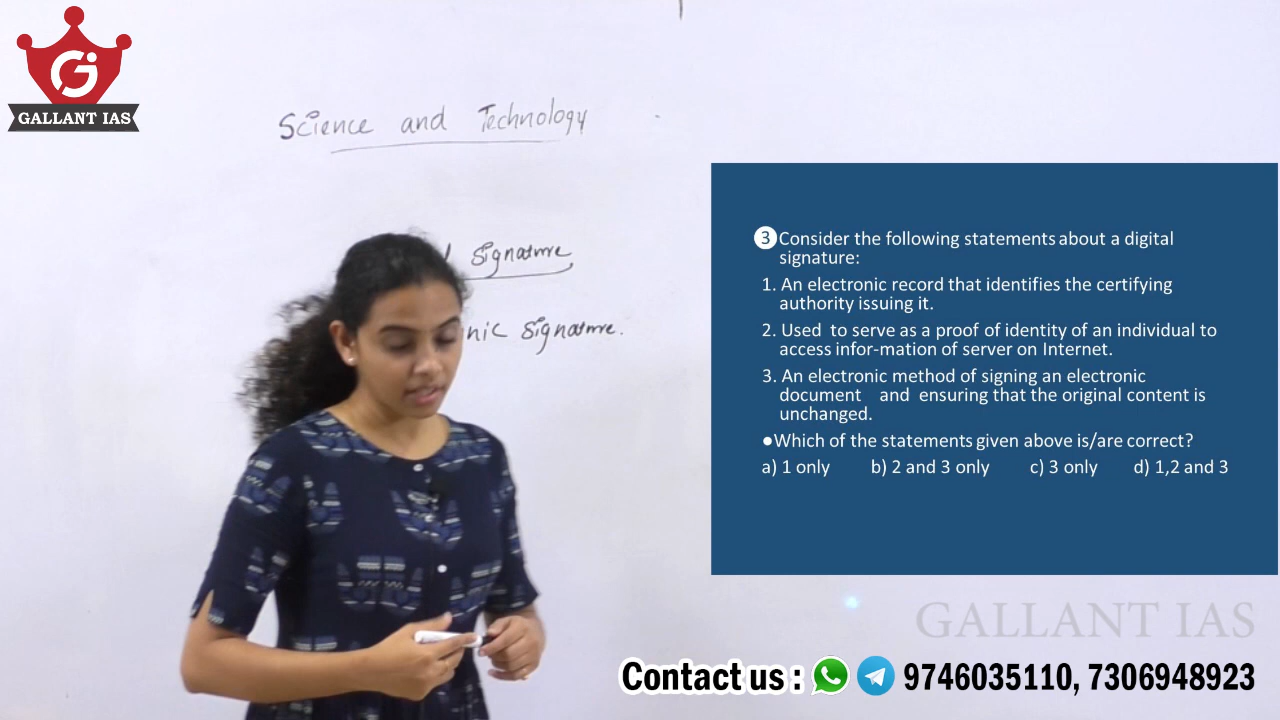 GALLANT IAS
Science and Technology
Signature
Signature.
3 Consider the following statements about a digital
signature:
1. An electronic record that identifies the certifying
authority issuing it.
2. Used to serve as a proof of identity of an individual to
access infor-mation of server on Internet.
3. An electronic method of signing an electronic
document and ensuring that the original content is
unchanged.
●Which of the statements given above is/are correct?
a) 1 only b) 2 and 3 only c) 3 only d) 1,2 and 3
GALLANT IAS
Contact us : 9746035110, 7306948923